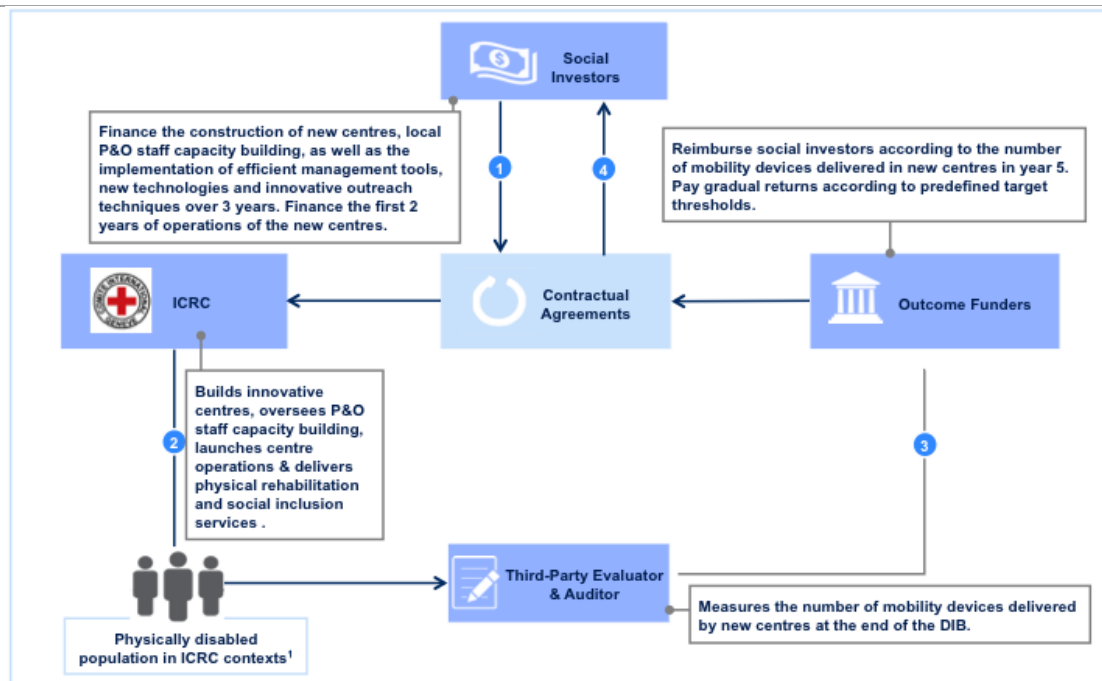 Social
Investors
Finance the construction of new centres, local
P&O staff capacity building, as well as the
implementation of efficient management tools,
new technologies and innovative outreach
techniques over 3 years. Finance the first 2
years of operations of the new centres.
1
4
Reimburse social investors according to the number
of mobility devices delivered in new centres in year 5.
Pay gradual returns according to predefined target
thresholds.
COMITE INTERNATIONAL
GENEVE
ICRC
Contractual
Agreements
Outcome Funders
2
Builds innovative
centres, oversees P&O
staff capacity building,
launches centre
operations & delivers
physical rehabilitation
and social inclusion
services .
3
Third-Party Evaluator
& Auditor
Measures the number of mobility devices delivered
by new centres at the end of the DIB.
Physically disabled
population in ICRC contexts1